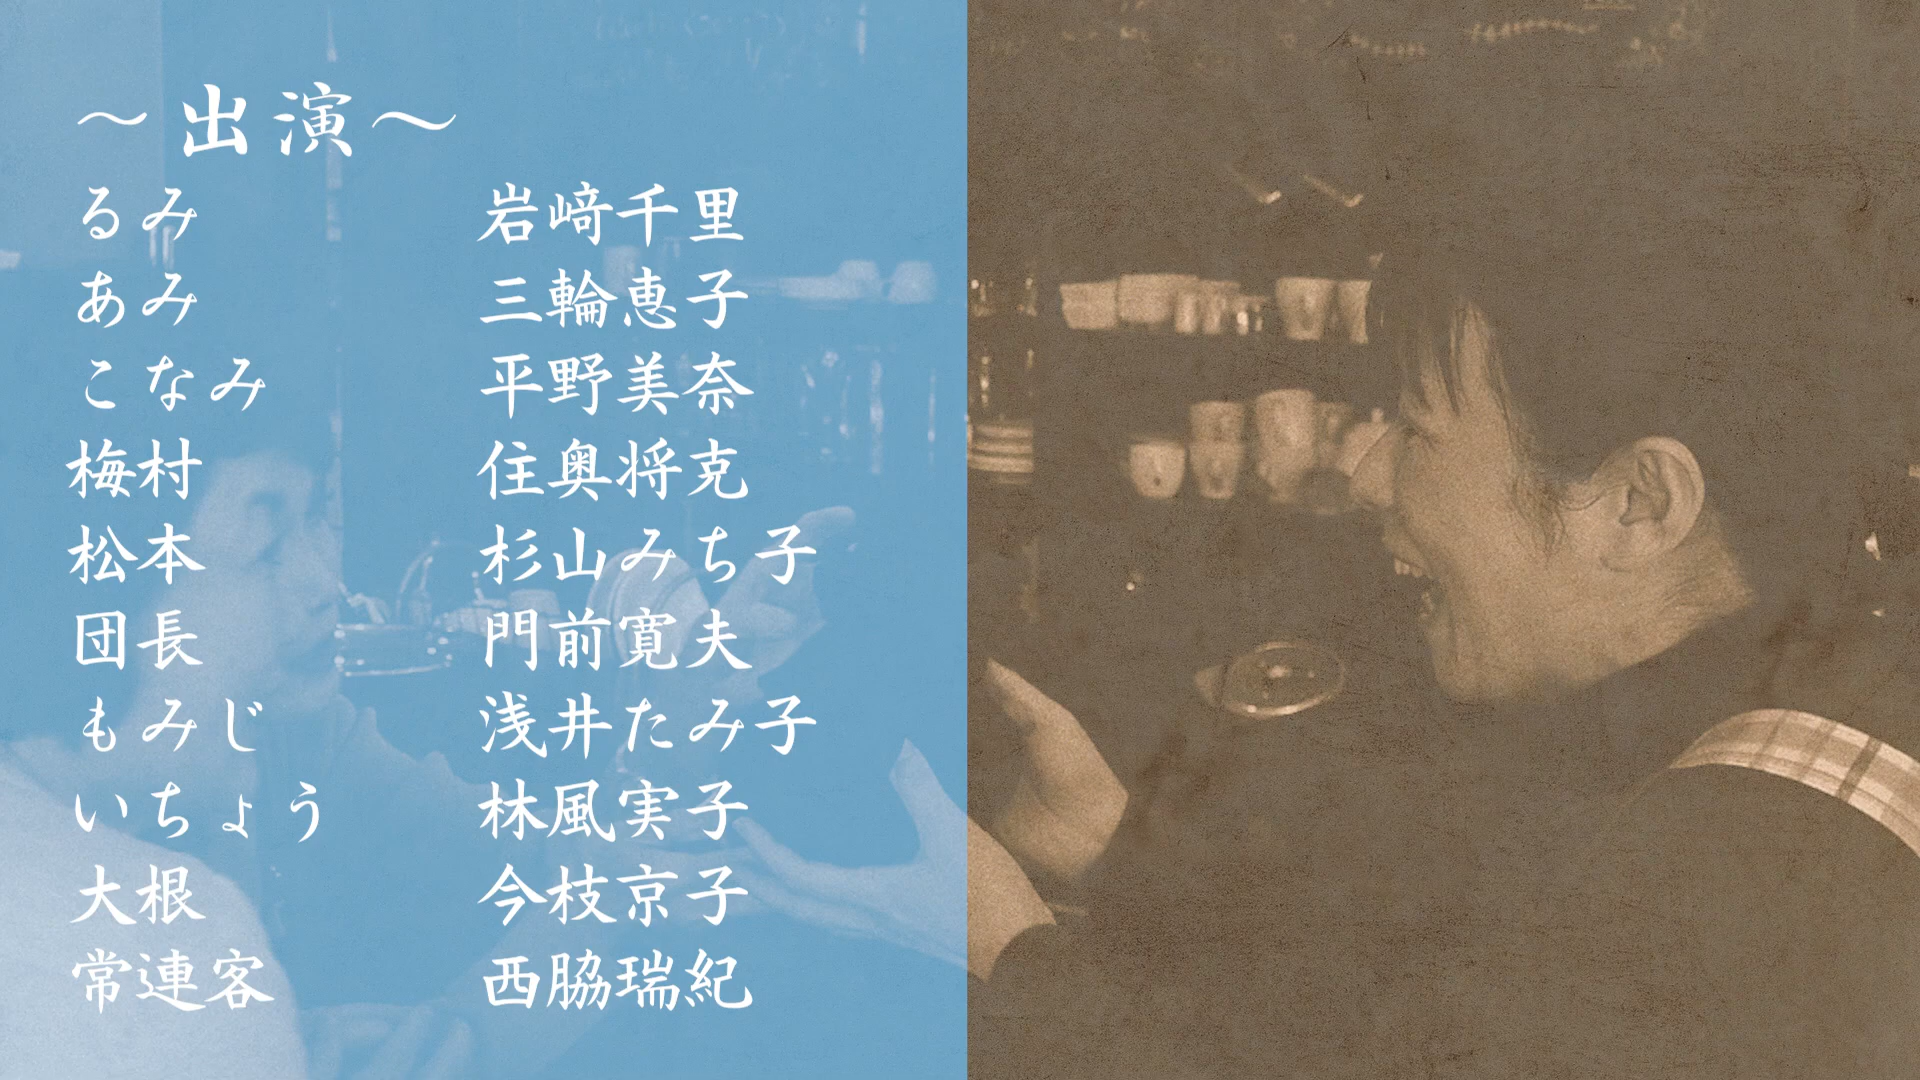 ～出演～
るみ 岩﨑千里
あみ 三輪恵子
こなみ 平野美奈
梅村 住奥将克
松本 杉山みち子
団長 門前寛夫
もみじ 浅井たみ子
いちょう 林風実子
大根 今枝京子
常連客 西脇瑞紀